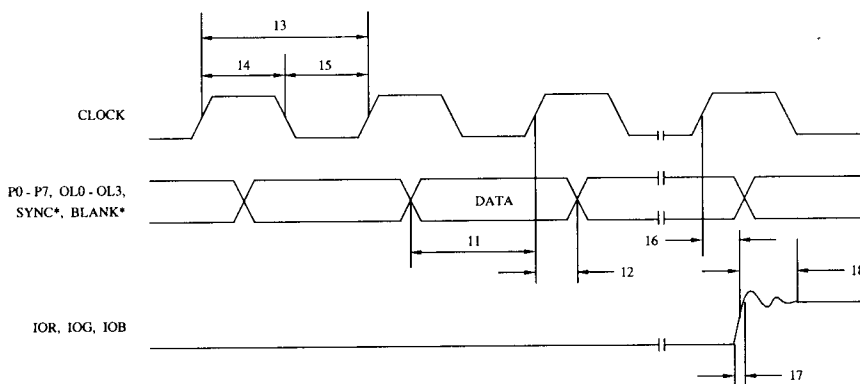 13
14 15
CLOCK
P0 - P7, OL0 - OL3,
SYNC*, BLANK*
DATA
11
12
16
18
IOR, IOG, IOB
17